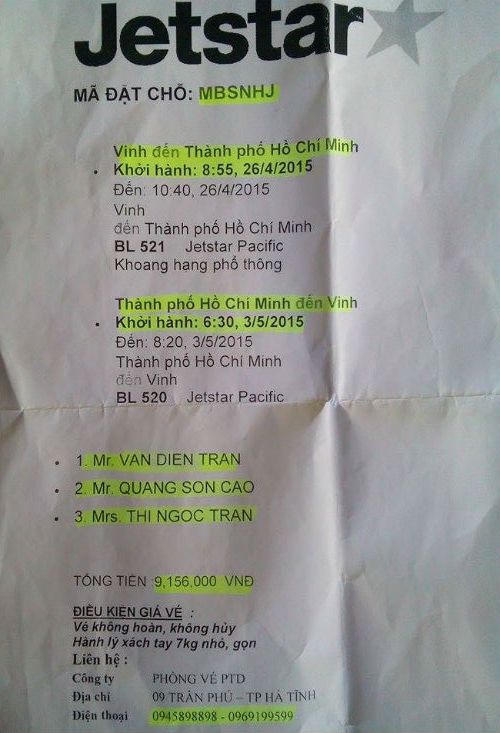 Jetstar
MÃ ĐẶT CHỖ: MBSNHJ
Vinh đến Thành phố Hồ Chí Minh
Khởi hành: 8:55, 26/4/2015
Đến: 10:40, 26/4/2015
Vinh
đến Thành phố Hồ Chí Minh
BL 521 Jetstar Pacific
Khoang hạng phổ thông
Thành phố Hồ Chí Minh đến Vinh
Khởi hành: 6:30, 3/5/2015
Đến: 8:20, 3/5/2015
Thành phố Hồ Chí Minh
đến Vinh
BL 520 Jetstar Pacific
1. Mr. VAN DIEN TRAN
2. Mr. QUANG SON CAO
3. Mrs. THI NGOC TRAN
TỔNG TIỀN :9,156,000 VNĐ
ĐIỀU KIỆN GIÁ VÉ :
Vé không hoàn, không hủy
Hành lý xách tay 7kg nhỏ, gọn
Liên hệ :
Công ty PHÒNG VÉ PTD
Địa chỉ 09 TRẦN PHÚ – TP HÀ TĨNH
Điện thoại 0945898898 - 0969199599